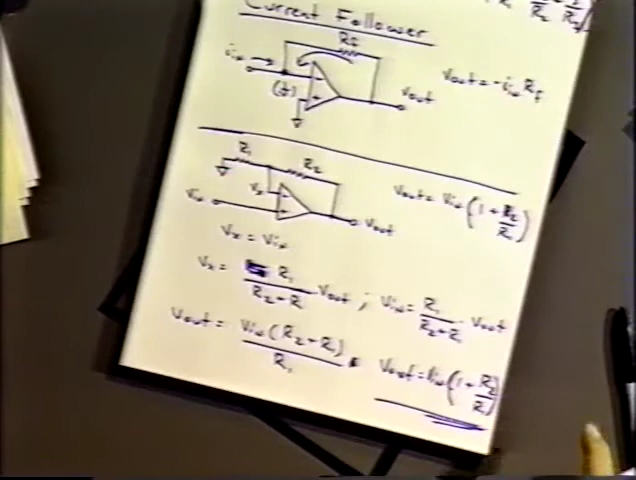 Current Follower
Rf
iin
(I)
Vout
Vout = -iin Rf
R1
R2
Vx
Vin
Vout
Vout = Vin (1 + R2/R1)
Vx = Vin
Vx = R1/(R2+R1) Vout ; Vin = R1/(R2+R1) Vout
Vout = Vin(R2+R1)/R1 Vout = Vin(1 + R2/R1)